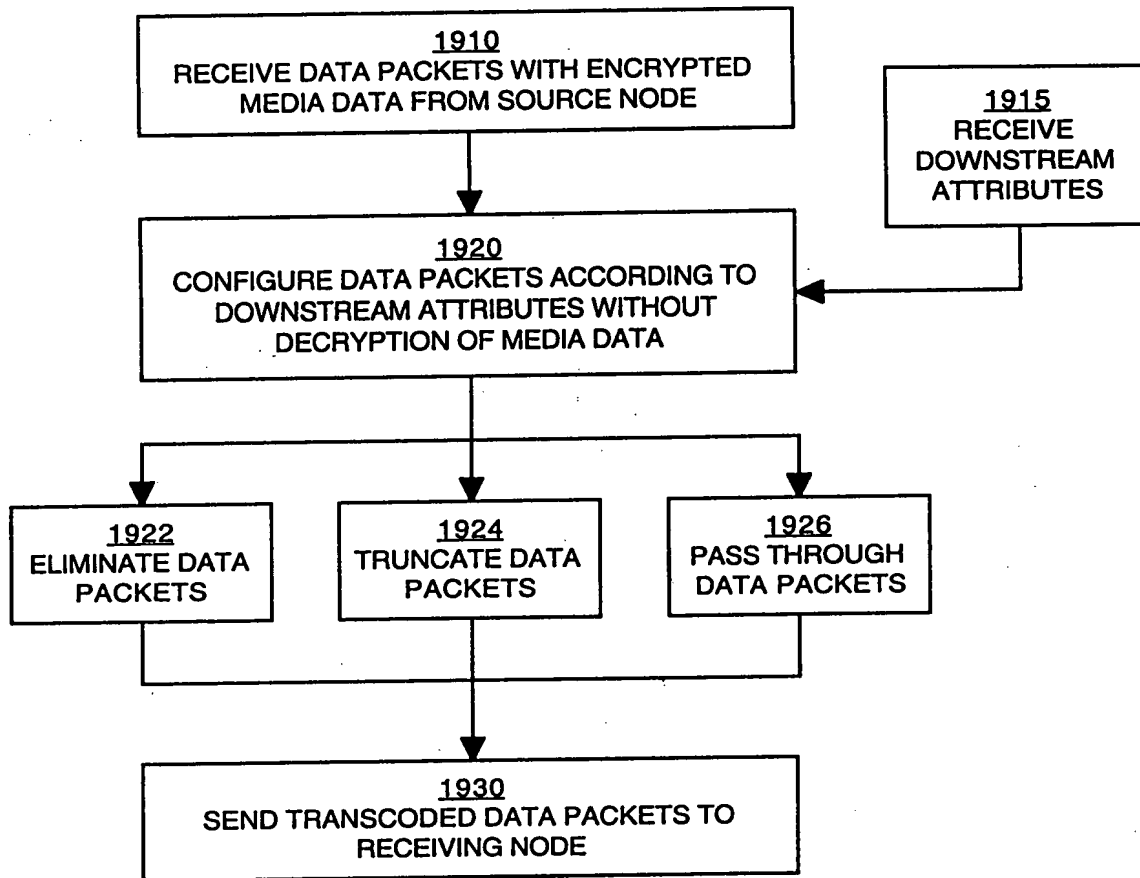 1910
RECEIVE DATA PACKETS WITH ENCRYPTED
MEDIA DATA FROM SOURCE NODE
1915
RECEIVE
DOWNSTREAM
ATTRIBUTES
1920
CONFIGURE DATA PACKETS ACCORDING TO
DOWNSTREAM ATTRIBUTES WITHOUT
DECRYPTION OF MEDIA DATA
1922
ELIMINATE DATA
PACKETS
1924
TRUNCATE DATA
PACKETS
1926
PASS THROUGH
DATA PACKETS
1930
SEND TRANSCODED DATA PACKETS TO
RECEIVING NODE